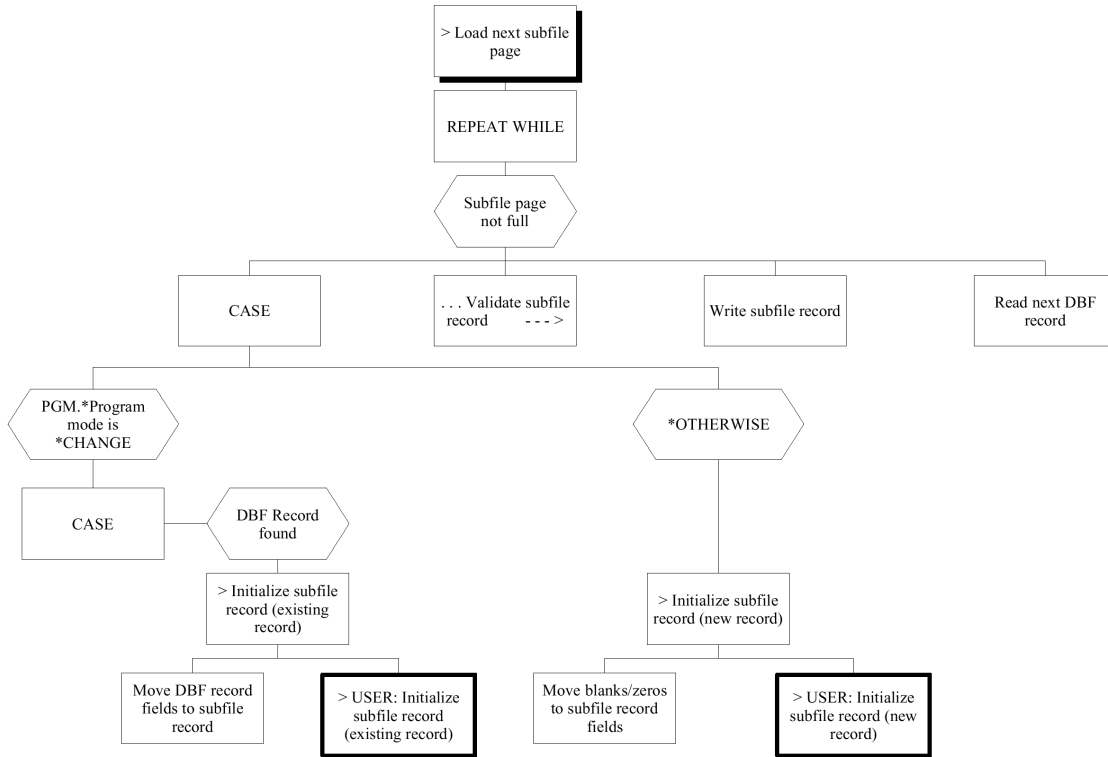 > Load next subfile
page
REPEAT WHILE
Subfile page
not full
CASE
. . . Validate subfile
record - - - >
Write subfile record
Read next DBF
record
PGM.*Program
mode is
*CHANGE
*OTHERWISE
CASE
DBF Record
found
> Initialize subfile
record (existing
record)
> Initialize subfile
record (new record)
Move DBF record
fields to subfile
record
> USER: Initialize
subfile record
(existing record)
Move blanks/zeros
to subfile record
fields
> USER: Initialize
subfile record (new
record)